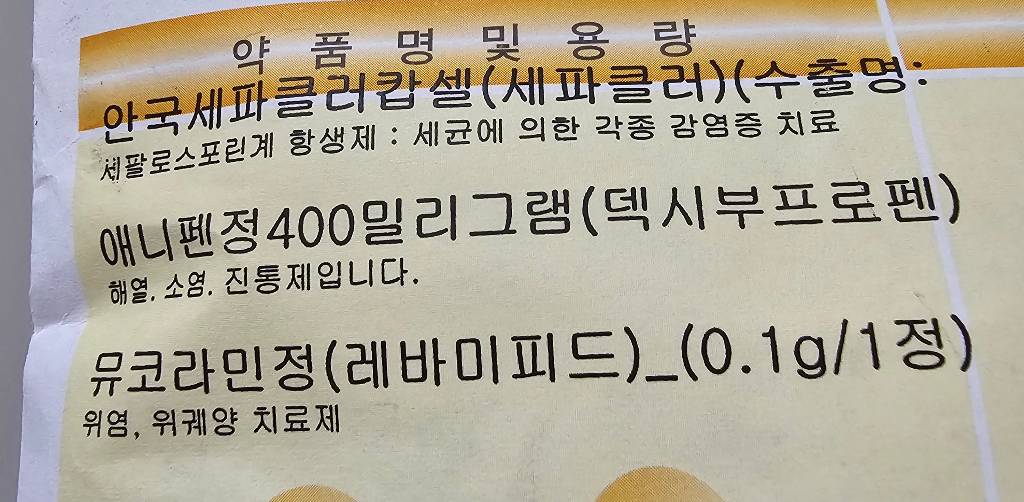 약 품 명 및 용 량
안국세파클러캅셀(세파클러)(수출명:
세팔로스포린계 항생제 : 세균에 의한 각종 감염증 치료
애니펜정400밀리그램(덱시부프로펜)
해열. 소염. 진통제입니다.
뮤코라민정(레바미피드)_(0.1g/1정)
위염, 위궤양 치료제